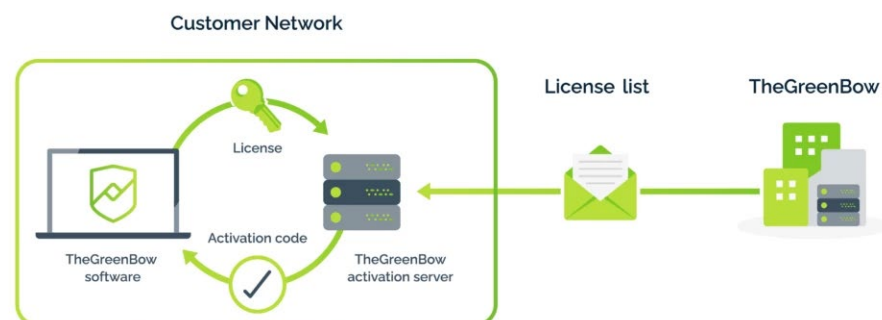 Customer Network
License list
TheGreenBow
License
Activation code
TheGreenBow
software
TheGreenBow
activation server